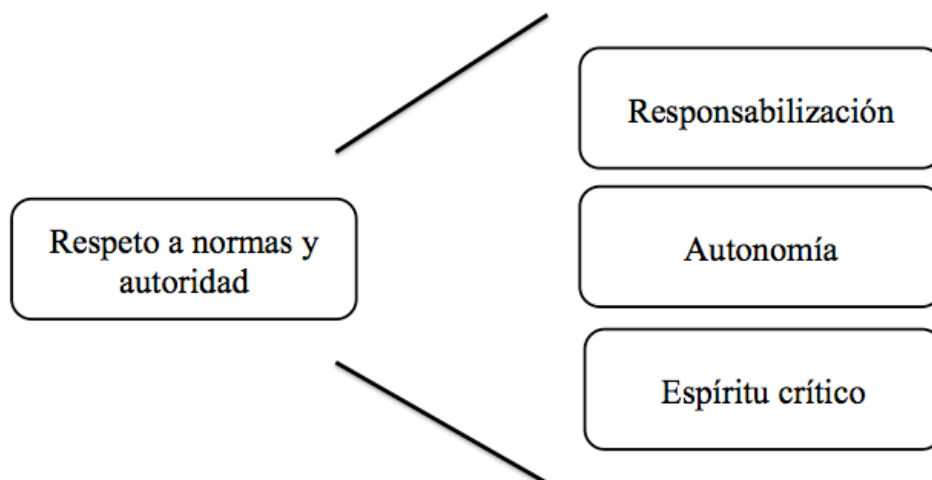 Respeto a normas y
autoridad
Responsabilización
Autonomía
Espíritu crítico